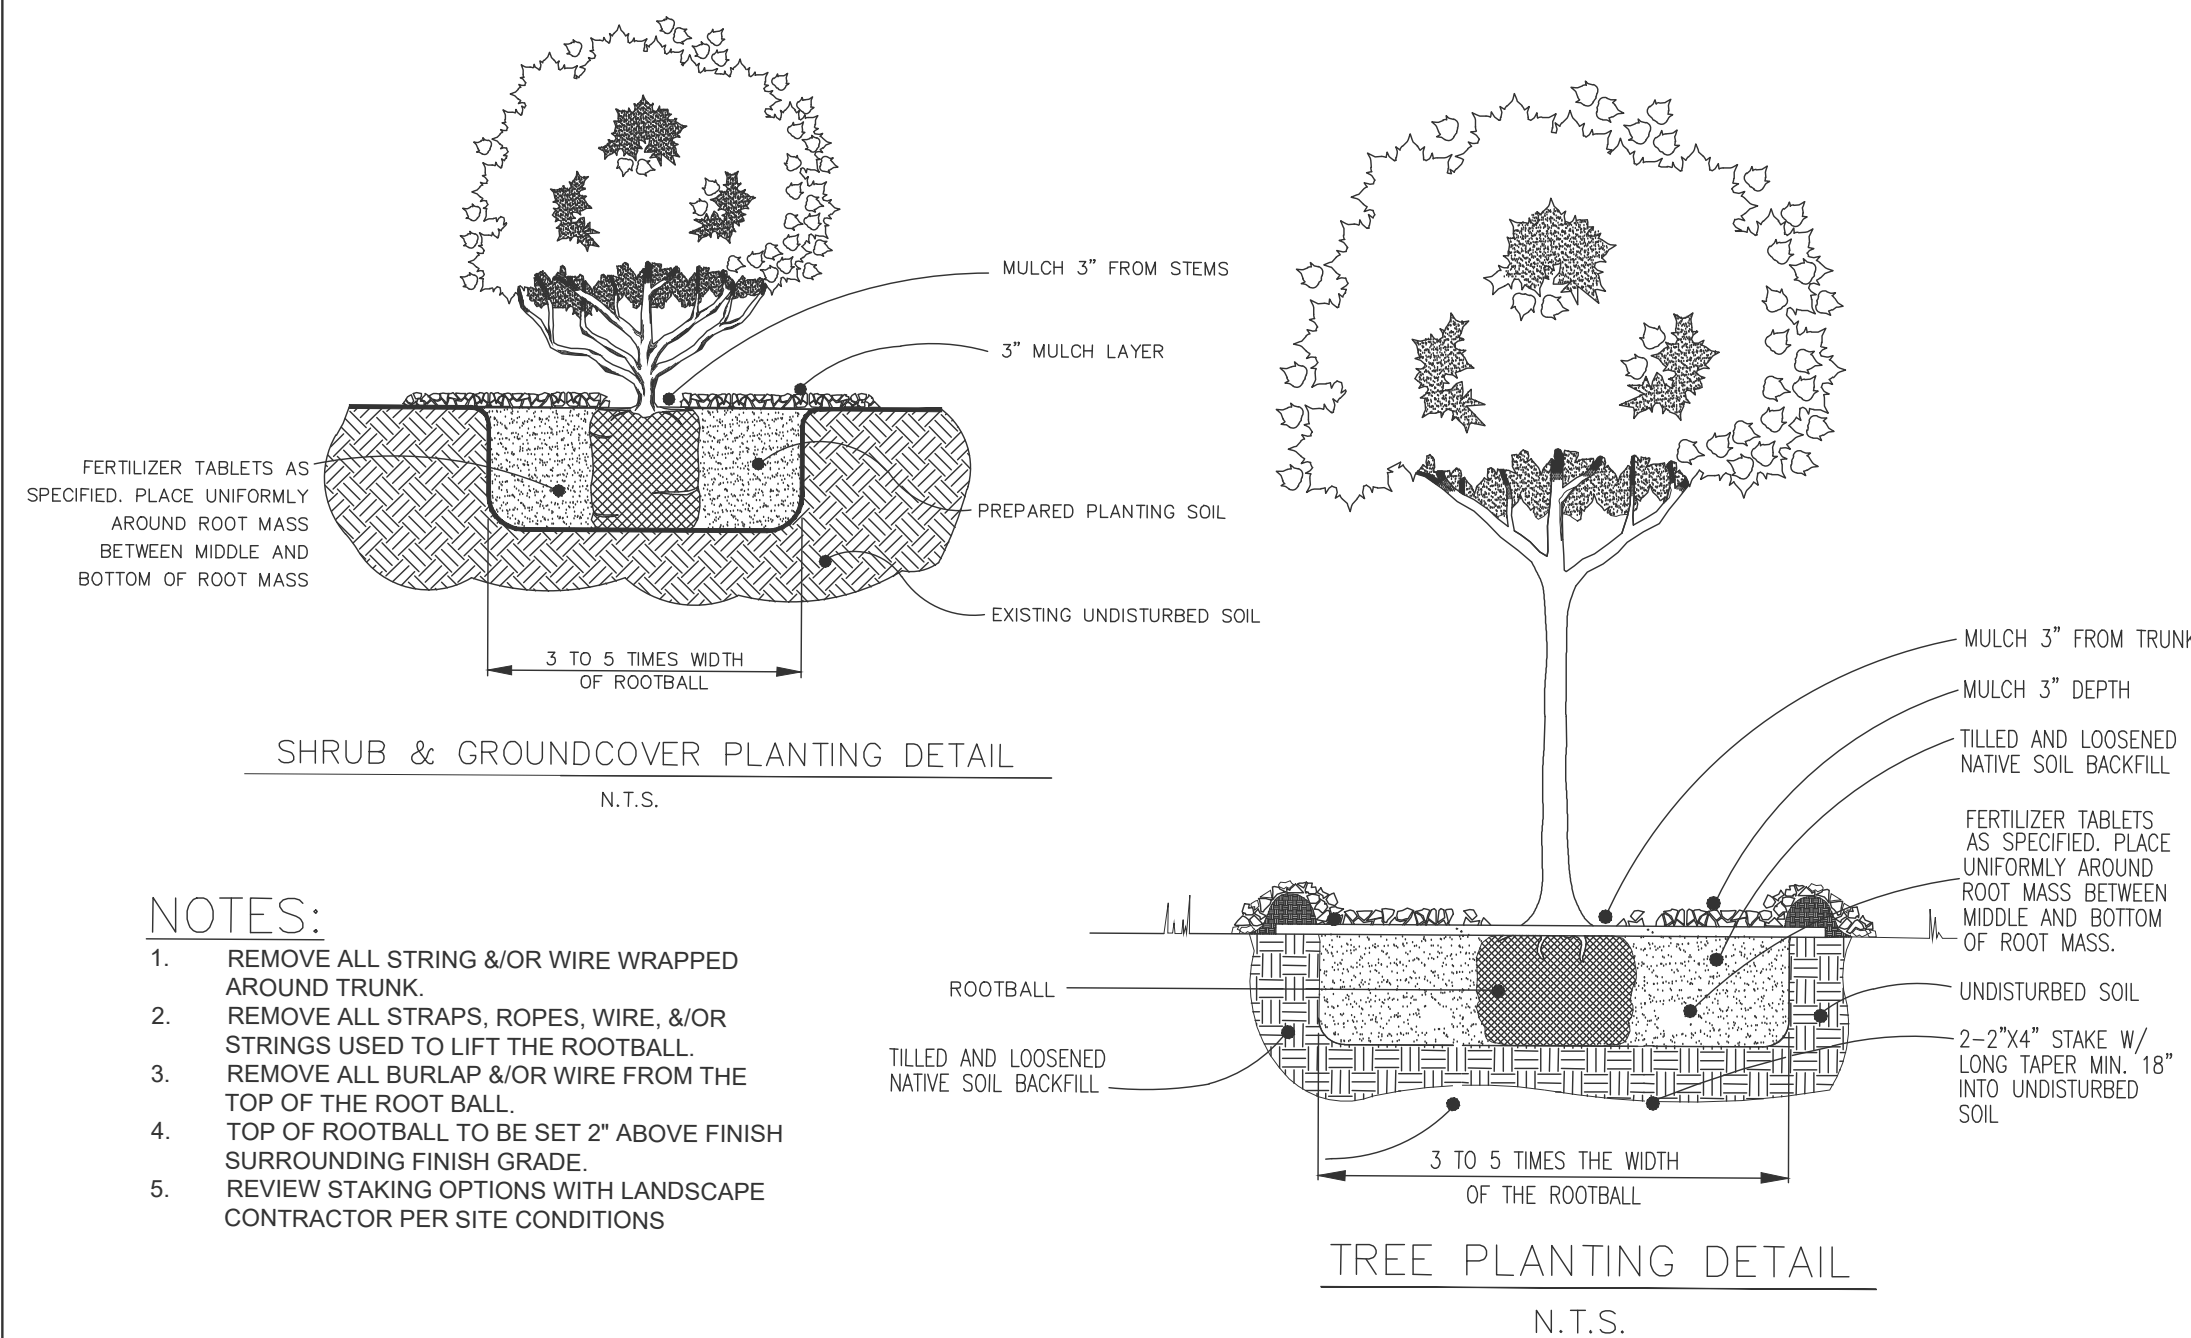 MULCH 3" FROM STEMS
3" MULCH LAYER
FERTILIZER TABLETS AS
SPECIFIED. PLACE UNIFORMLY
AROUND ROOT MASS
BETWEEN MIDDLE AND
BOTTOM OF ROOT MASS
PREPARED PLANTING SOIL
EXISTING UNDISTURBED SOIL
3 TO 5 TIMES WIDTH
OF ROOTBALL
SHRUB & GROUNDCOVER PLANTING DETAIL
N.T.S.
NOTES:
1. REMOVE ALL STRING &/OR WIRE WRAPPED
AROUND TRUNK.
2. REMOVE ALL STRAPS, ROPES, WIRE, &/OR
STRINGS USED TO LIFT THE ROOTBALL.
3. REMOVE ALL BURLAP &/OR WIRE FROM THE
TOP OF THE ROOT BALL.
4. TOP OF ROOTBALL TO BE SET 2" ABOVE FINISH
SURROUNDING FINISH GRADE.
5. REVIEW STAKING OPTIONS WITH LANDSCAPE
CONTRACTOR PER SITE CONDITIONS
MULCH 3" FROM TRUNK
MULCH 3" DEPTH
TILLED AND LOOSENED
NATIVE SOIL BACKFILL
FERTILIZER TABLETS
AS SPECIFIED. PLACE
UNIFORMLY AROUND
ROOT MASS BETWEEN
MIDDLE AND BOTTOM
OF ROOT MASS.
ROOTBALL
UNDISTURBED SOIL
TILLED AND LOOSENED
NATIVE SOIL BACKFILL
2-2"X4" STAKE W/
LONG TAPER MIN. 18"
INTO UNDISTURBED
SOIL
3 TO 5 TIMES THE WIDTH
OF THE ROOTBALL
TREE PLANTING DETAIL
N.T.S.